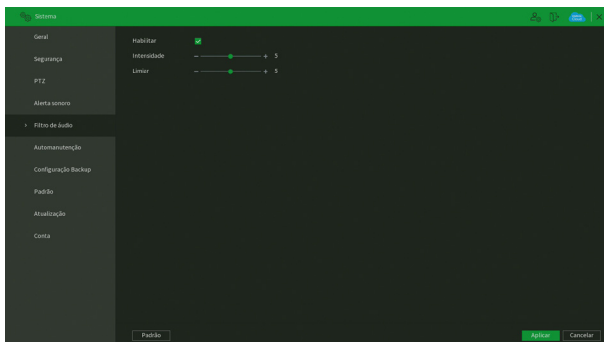 Sistema
Geral
Segurança
PTZ
Alerta sonoro
Filtro de áudio
Automanutenção
Configuração Backup
Padrão
Atualização
Conta
Habilitar
Intensidade - + 5
Limiar - + 5
Padrão
Aplicar Cancelar